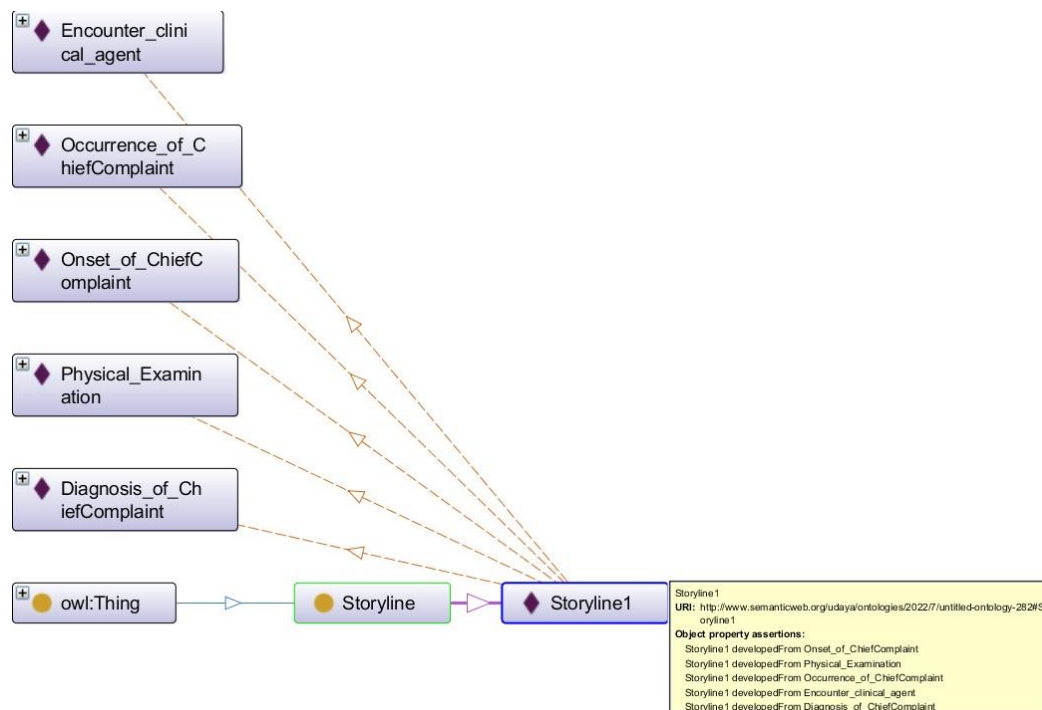 Encounter_clini
cal_agent
Occurrence_of_C
hiefComplaint
Onset_of_ChiefC
omplaint
Physical_Examin
ation
Diagnosis_of_Ch
iefComplaint
owl:Thing
Storyline
Storyline1
Storyline1
URI: http://www.semanticweb.org/udaya/ontologies/2022/7/untitled-ontology-282#S
oryline1
Object property assertions:
Storyline1 developedFrom Onset_of_ChiefComplaint
Storyline1 developedFrom Physical_Examination
Storyline1 developedFrom Occurrence_of_ChiefComplaint
Storyline1 developedFrom Encounter_clinical_agent
Storyline1 developedFrom Diagnosis_of_ChiefComplaint